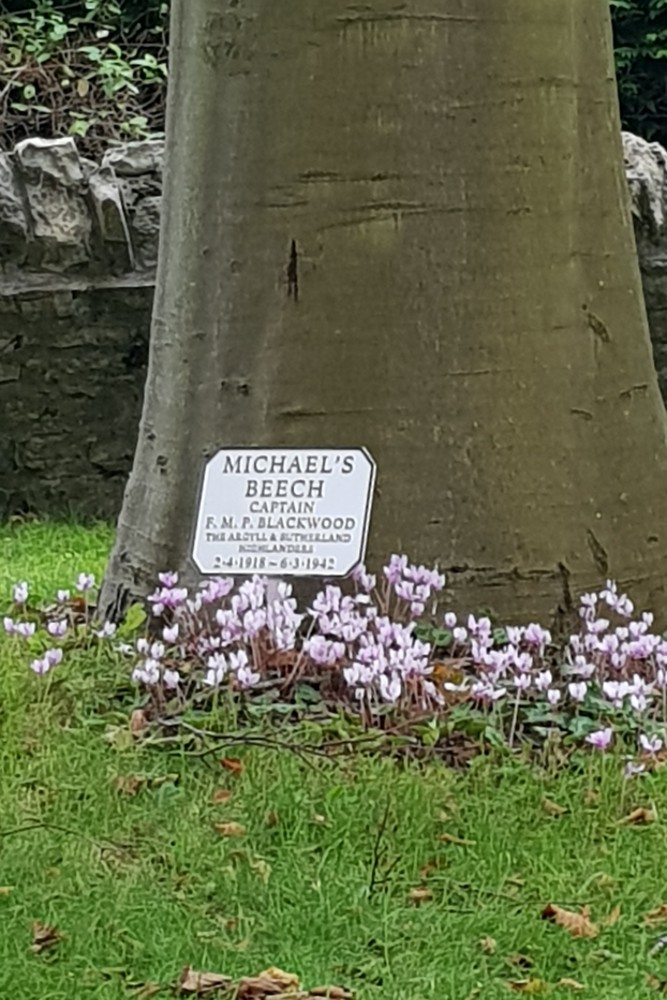 MICHAEL'S
BEECH
CAPTAIN
F. M. P. BLACKWOOD
THE ARGYLL & SUTHERLAND
HIGHLANDERS
2·4·1918 ~ 6·3·1942